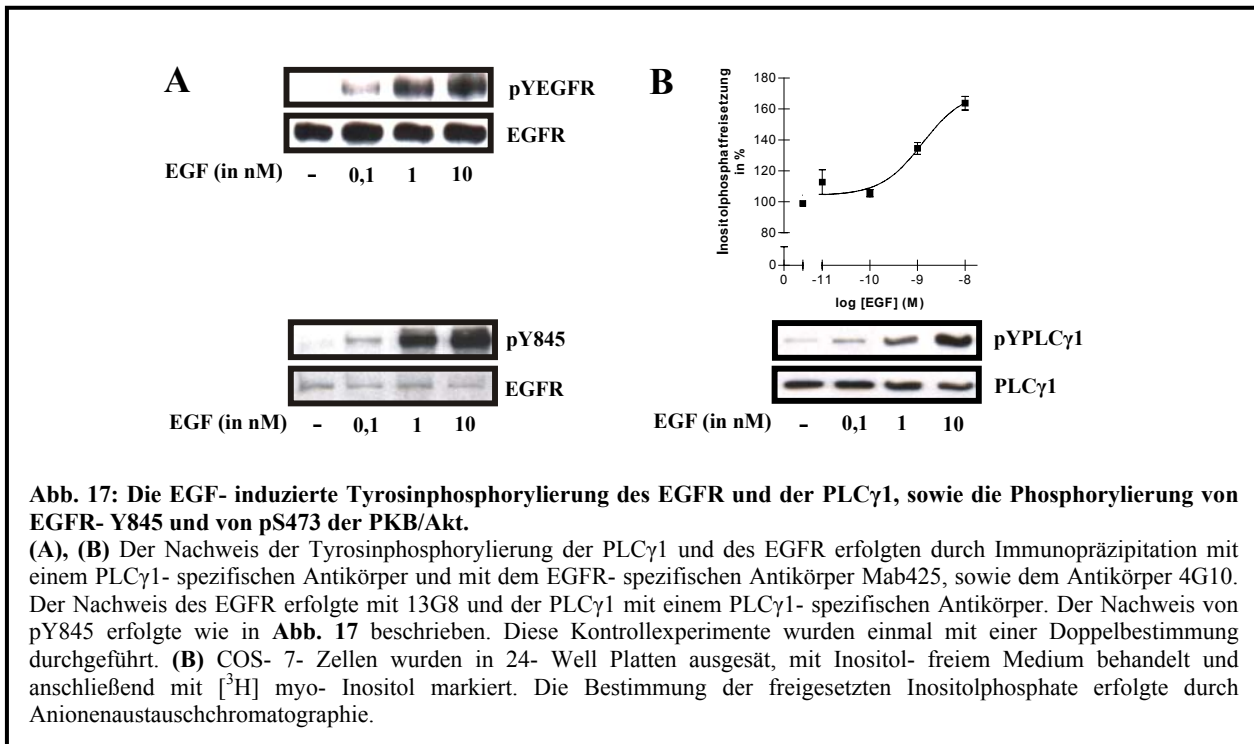 A
pYEGFR
EGFR
EGF (in nM) - 0,1 1 10
pY845
EGFR
EGF (in nM) - 0,1 1 10
B
Inositolphosphatfreisetzung
in %
180
160
140
120
100
80
0
0 -11 -10 -9 -8
log [EGF] (M)
pYPLCγ1
PLCγ1
EGF (in nM) - 0,1 1 10
Abb. 17: Die EGF- induzierte Tyrosinphosphorylierung des EGFR und der PLCγ1, sowie die Phosphorylierung von
EGFR- Y845 und von pS473 der PKB/Akt.
(A), (B) Der Nachweis der Tyrosinphosphorylierung der PLCγ1 und des EGFR erfolgten durch Immunopräzipitation mit
einem PLCγ1- spezifischen Antikörper und mit dem EGFR- spezifischen Antikörper Mab425, sowie dem Antikörper 4G10.
Der Nachweis des EGFR erfolgte mit 13G8 und der PLCγ1 mit einem PLCγ1- spezifischen Antikörper. Der Nachweis von
pY845 erfolgte wie in Abb. 17 beschrieben. Diese Kontrollexperimente wurden einmal mit einer Doppelbestimmung
durchgeführt. (B) COS- 7- Zellen wurden in 24- Well Platten ausgesät, mit Inositol- freiem Medium behandelt und
anschließend mit [³H] myo- Inositol markiert. Die Bestimmung der freigesetzten Inositolphosphate erfolgte durch
Anionenaustauschchromatographie.